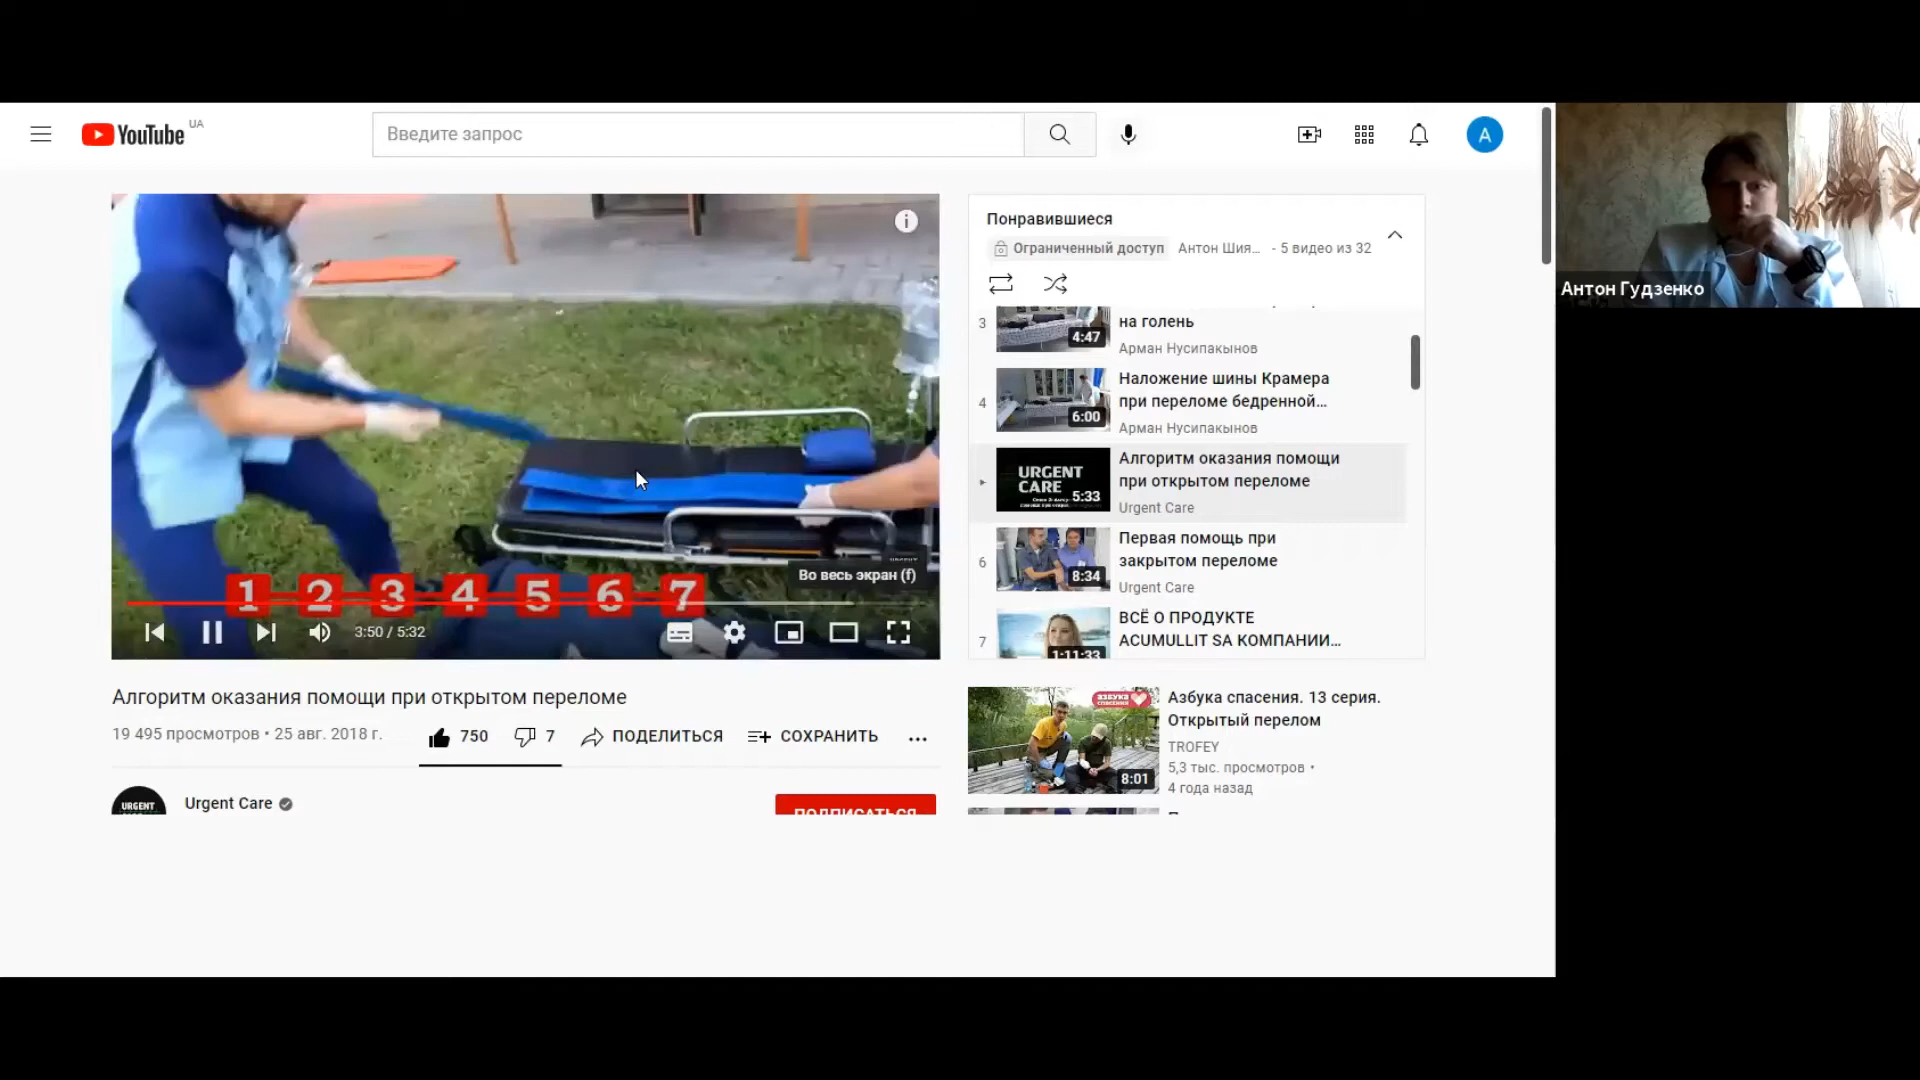 YouTube UA
Введите запрос
A
1 2 3 4 5 6 7
Во весь экран (f)
3:50 / 5:32
Понравившиеся
Ограниченный доступ Антон Шия... - 5 видео из 32
3
4:47
на голень
Арман Нусипакынов
4
6:00
Наложение шины Крамера
при переломе бедренной...
Арман Нусипакынов
URGENT
CARE
5:33
Алгоритм оказания помощи
при открытом переломе
Urgent Care
6
8:34
Первая помощь при
закрытом переломе
Urgent Care
7
1:11:33
ВСЁ О ПРОДУКТЕ
ACUMULLIT SA КОМПАНИИ...
Алгоритм оказания помощи при открытом переломе
19 495 просмотров • 25 авг. 2018 г.
750
7
ПОДЕЛИТЬСЯ
СОХРАНИТЬ
URGENT
Urgent Care
ПОДПИСАТЬСЯ
АЗБУКА
СПАСЕНИЯ
8:01
Азбука спасения. 13 серия.
Открытый перелом
TROFEY
5,3 тыс. просмотров •
4 года назад
Антон Гудзенко